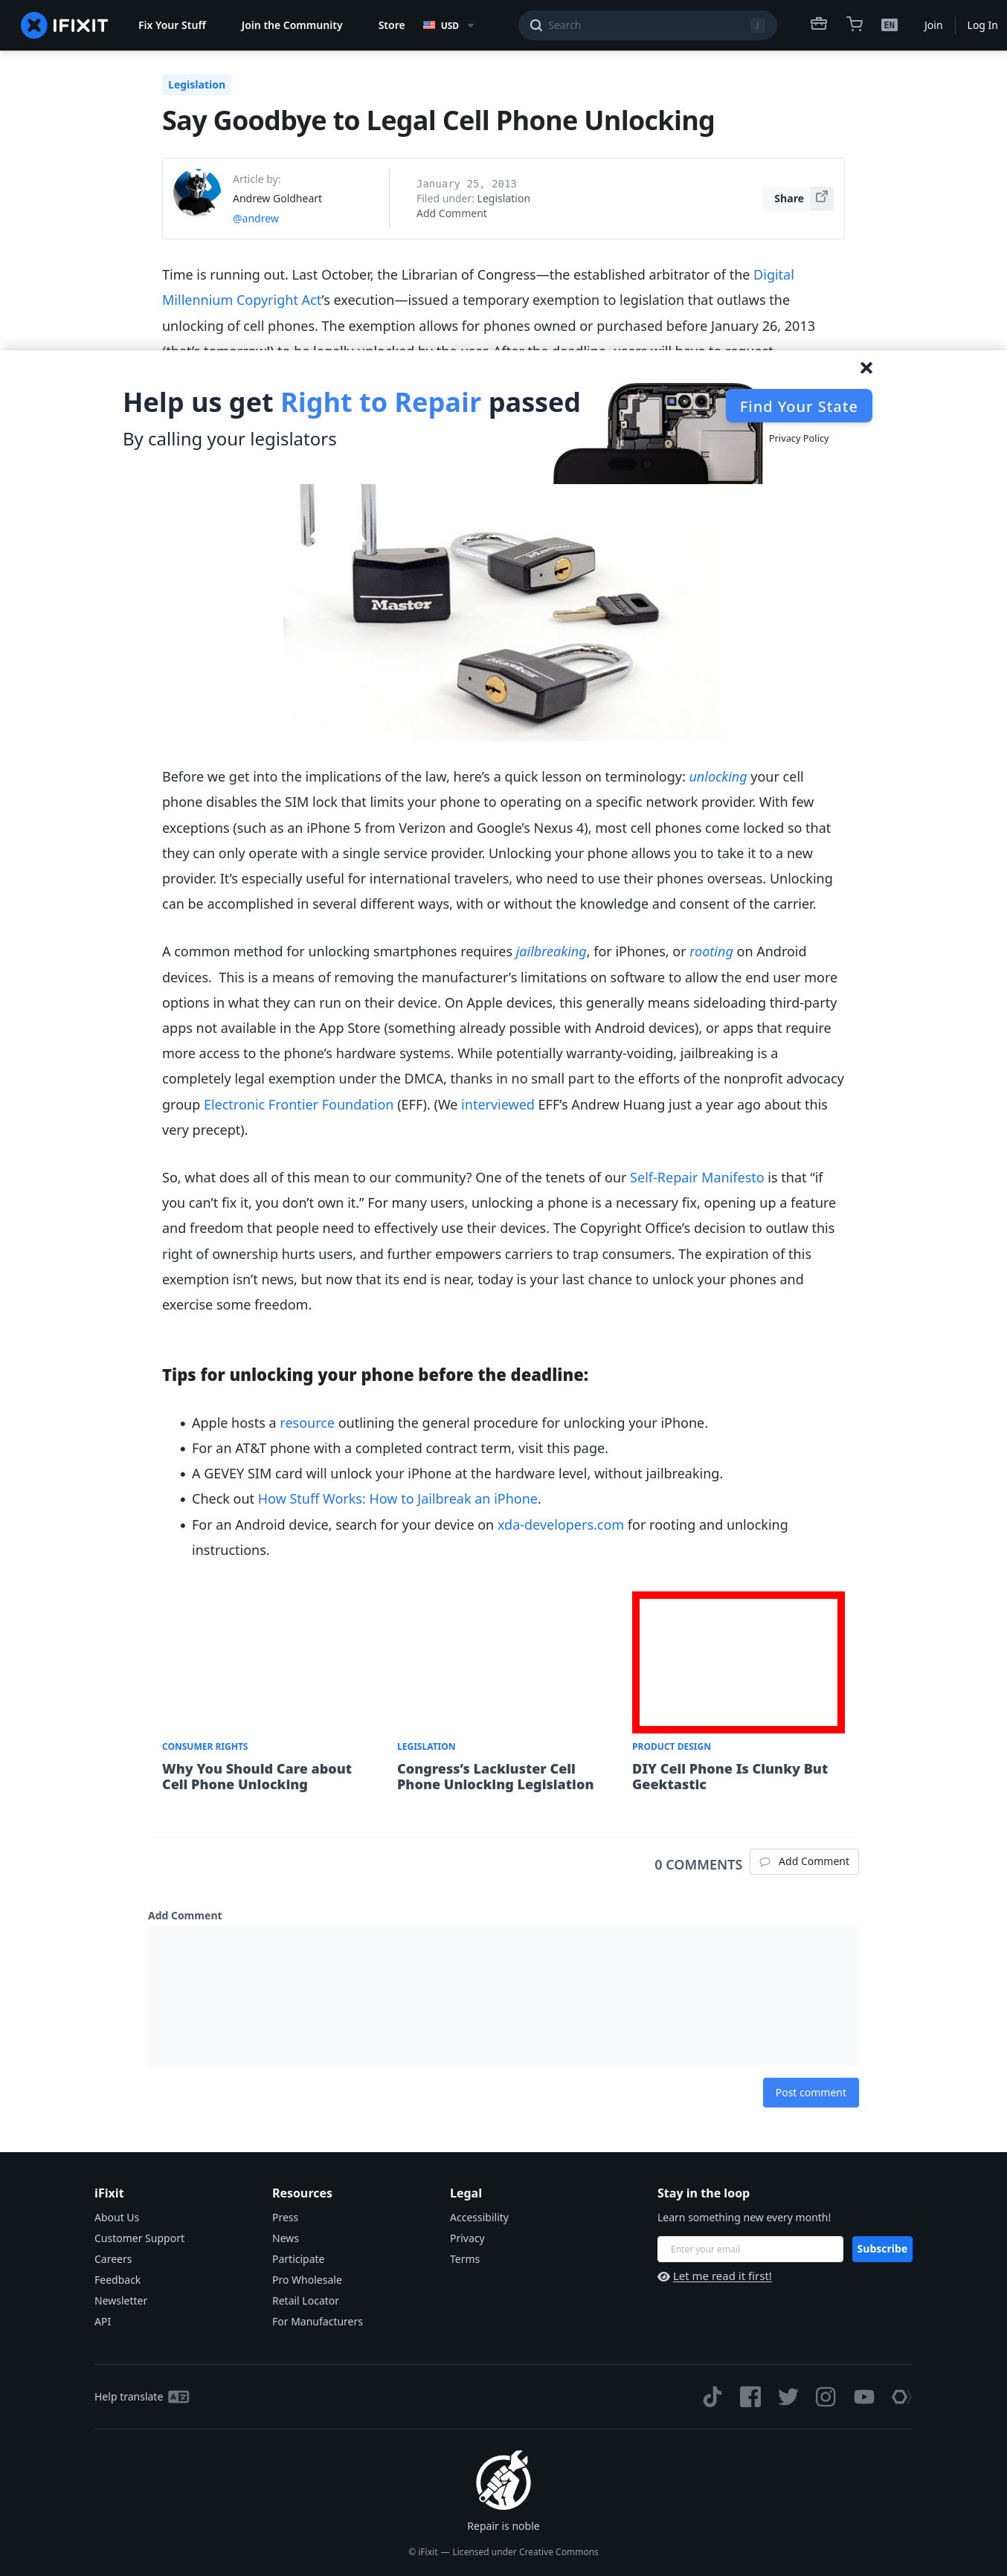 IFIXIT
Fix Your Stuff
Join the Community
Store
USD
Search
/
EN
Join
Log In
Legislation
Say Goodbye to Legal Cell Phone Unlocking
Article by:
Andrew Goldheart
@andrew
January 25, 2013
Filed under: Legislation
Add Comment
Share
Time is running out. Last October, the Librarian of Congress—the established arbitrator of the Digital
Millennium Copyright Act’s execution—issued a temporary exemption to legislation that outlaws the
unlocking of cell phones. The exemption allows for phones owned or purchased before January 26, 2013
(that’s tomorrow!) to be legally unlocked by the user. After the deadline, users will have to request
Help us get Right to Repair passed
By calling your legislators
Find Your State
Privacy Policy
Master
Master
Before we get into the implications of the law, here’s a quick lesson on terminology: unlocking your cell
phone disables the SIM lock that limits your phone to operating on a specific network provider. With few
exceptions (such as an iPhone 5 from Verizon and Google’s Nexus 4), most cell phones come locked so that
they can only operate with a single service provider. Unlocking your phone allows you to take it to a new
provider. It’s especially useful for international travelers, who need to use their phones overseas. Unlocking
can be accomplished in several different ways, with or without the knowledge and consent of the carrier.
A common method for unlocking smartphones requires jailbreaking, for iPhones, or rooting on Android
devices.  This is a means of removing the manufacturer’s limitations on software to allow the end user more
options in what they can run on their device. On Apple devices, this generally means sideloading third-party
apps not available in the App Store (something already possible with Android devices), or apps that require
more access to the phone’s hardware systems. While potentially warranty-voiding, jailbreaking is a
completely legal exemption under the DMCA, thanks in no small part to the efforts of the nonprofit advocacy
group Electronic Frontier Foundation (EFF). (We interviewed EFF’s Andrew Huang just a year ago about this
very precept).
So, what does all of this mean to our community? One of the tenets of our Self-Repair Manifesto is that “if
you can’t fix it, you don’t own it.” For many users, unlocking a phone is a necessary fix, opening up a feature
and freedom that people need to effectively use their devices. The Copyright Office’s decision to outlaw this
right of ownership hurts users, and further empowers carriers to trap consumers. The expiration of this
exemption isn’t news, but now that its end is near, today is your last chance to unlock your phones and
exercise some freedom.
Tips for unlocking your phone before the deadline:
• Apple hosts a resource outlining the general procedure for unlocking your iPhone.
• For an AT&T phone with a completed contract term, visit this page.
• A GEVEY SIM card will unlock your iPhone at the hardware level, without jailbreaking.
• Check out How Stuff Works: How to Jailbreak an iPhone.
• For an Android device, search for your device on xda-developers.com for rooting and unlocking
instructions.
CONSUMER RIGHTS
Why You Should Care about
Cell Phone Unlocking
LEGISLATION
Congress’s Lackluster Cell
Phone Unlocking Legislation
PRODUCT DESIGN
DIY Cell Phone Is Clunky But
Geektastic
0 COMMENTS
Add Comment
Add Comment
Post comment
iFixit
About Us
Customer Support
Careers
Feedback
Newsletter
API
Resources
Press
News
Participate
Pro Wholesale
Retail Locator
For Manufacturers
Legal
Accessibility
Privacy
Terms
Stay in the loop
Learn something new every month!
Enter your email
Subscribe
Let me read it first!
Help translate
Repair is noble
© iFixit — Licensed under Creative Commons